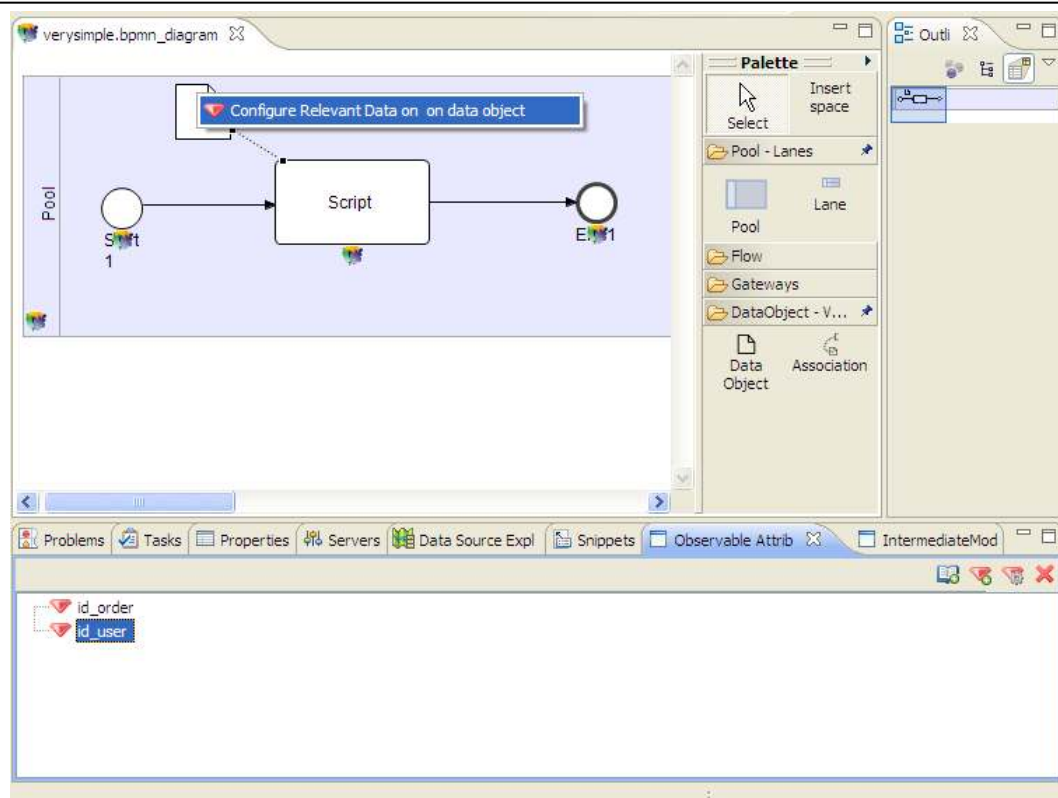 verysimple.bpmn_diagram
Outli
Palette
Select
Insert
space
Pool - Lanes
Pool
Lane
Flow
Gateways
DataObject - V...
Data
Object
Association
Configure Relevant Data on on data object
Pool
Script
1
Problems
Tasks
Properties
Servers
Data Source Expl
Snippets
Observable Attrib
IntermediateMod
id_order
id_user